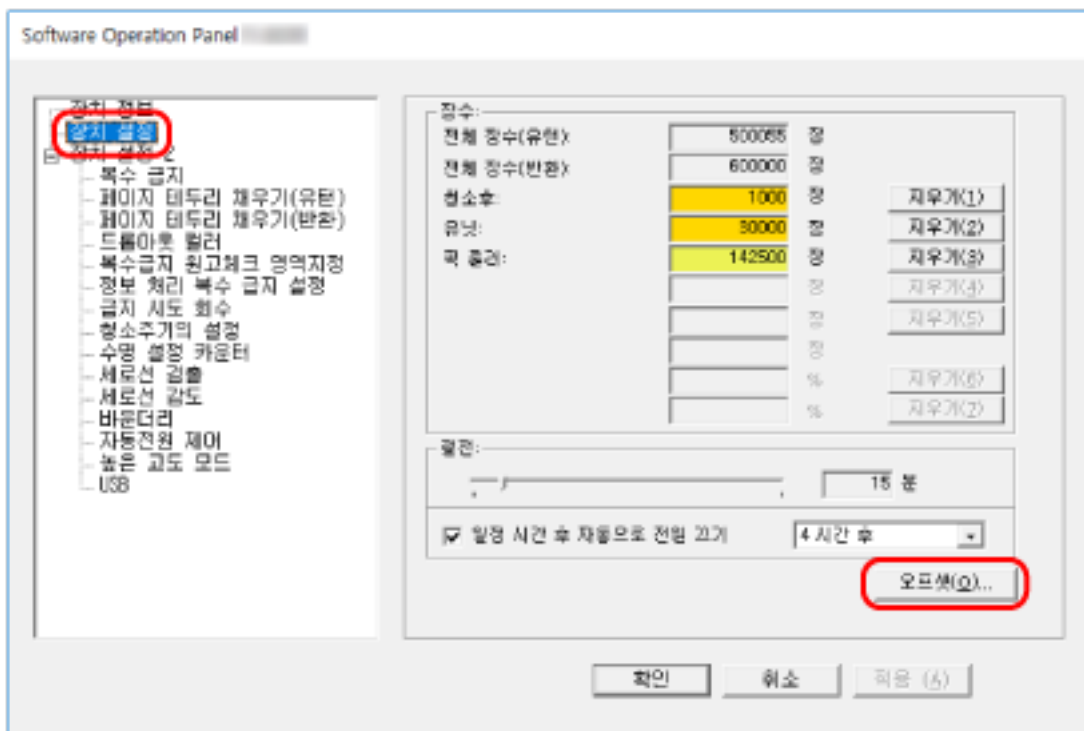 Software Operation Panel
장치 정보
장치 설정
장치 설정 2
복수 급지
페이지 테두리 채우기(유턴)
페이지 테두리 채우기(반환)
드롭아웃 컬러
복수급지 원고체크 영역지정
정보 처리 복수 급지 설정
급지 시도 회수
청소주기의 설정
수명 설정 카운터
세로선 검출
세로선 감도
바운더리
자동전원 제어
높은 고도 모드
USB
장수:
전체 장수(유턴): 500055 장
전체 장수(반환): 600000 장
청소후: 1000 장 지우기(1)
유닛: 30000 장 지우기(2)
픽 롤러: 142500 장 지우기(3)
장 지우기(4)
장 지우기(5)
장
% 지우기(6)
% 지우기(7)
절전:
15 분
일정 시간 후 자동으로 전원 끄기 4 시간 후
오프셋(O)...
확인 취소 적용 (A)